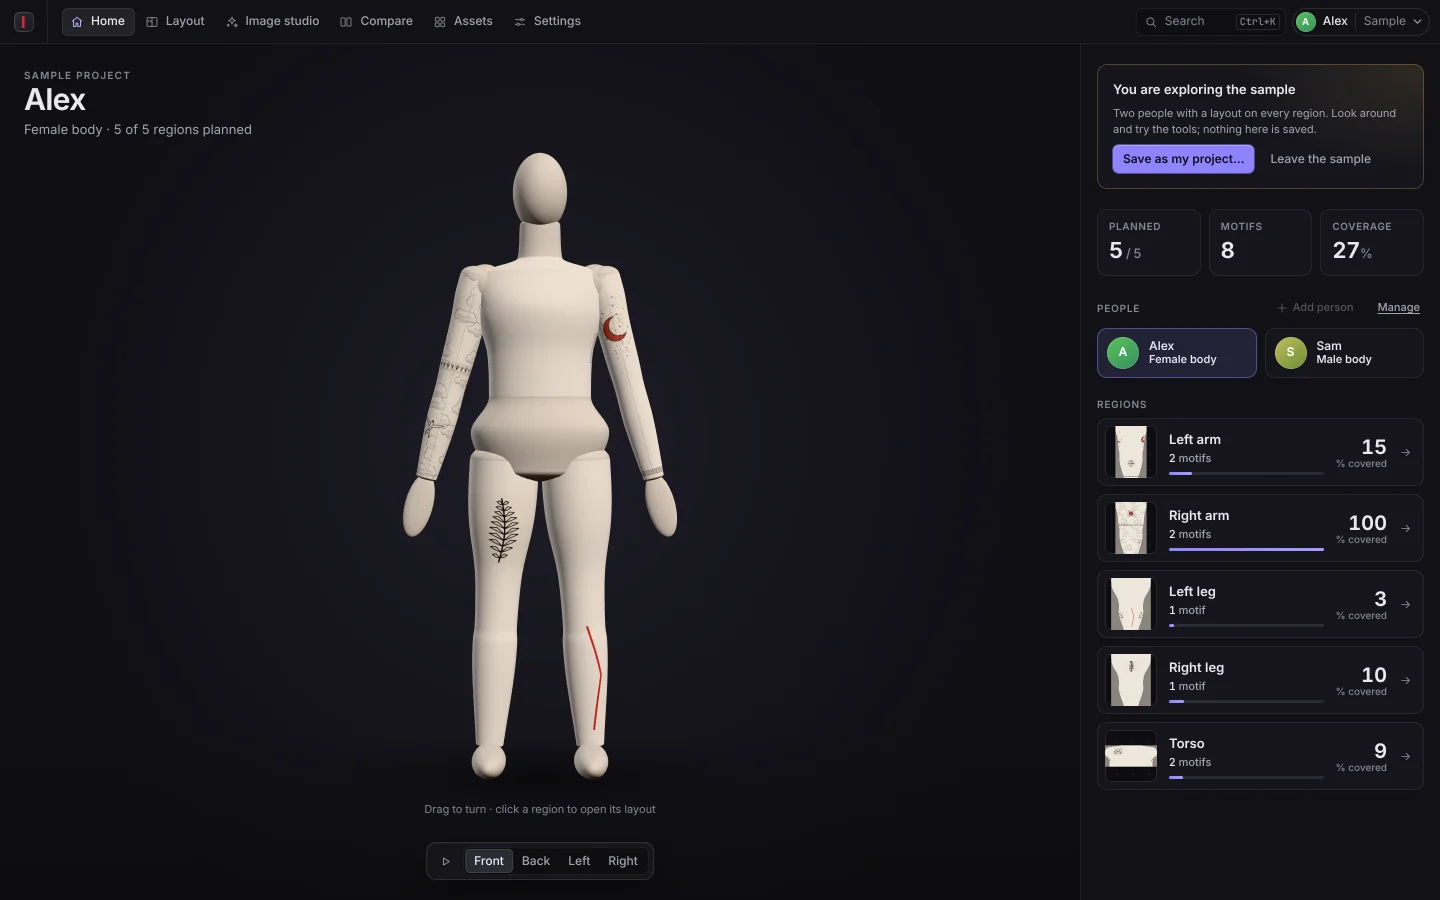 Home
Layout
Image studio
Compare
Assets
Settings
Search
Ctrl+K
A
Alex
Sample
SAMPLE PROJECT
Alex
Female body · 5 of 5 regions planned
Drag to turn · click a region to open its layout
Front
Back
Left
Right
You are exploring the sample
Two people with a layout on every region. Look around
and try the tools; nothing here is saved.
Save as my project...
Leave the sample
PLANNED
5 / 5
MOTIFS
8
COVERAGE
27%
PEOPLE
+ Add person
Manage
A
Alex
Female body
S
Sam
Male body
REGIONS
Left arm
2 motifs
15
% covered
Right arm
2 motifs
100
% covered
Left leg
1 motif
3
% covered
Right leg
1 motif
10
% covered
Torso
2 motifs
9
% covered